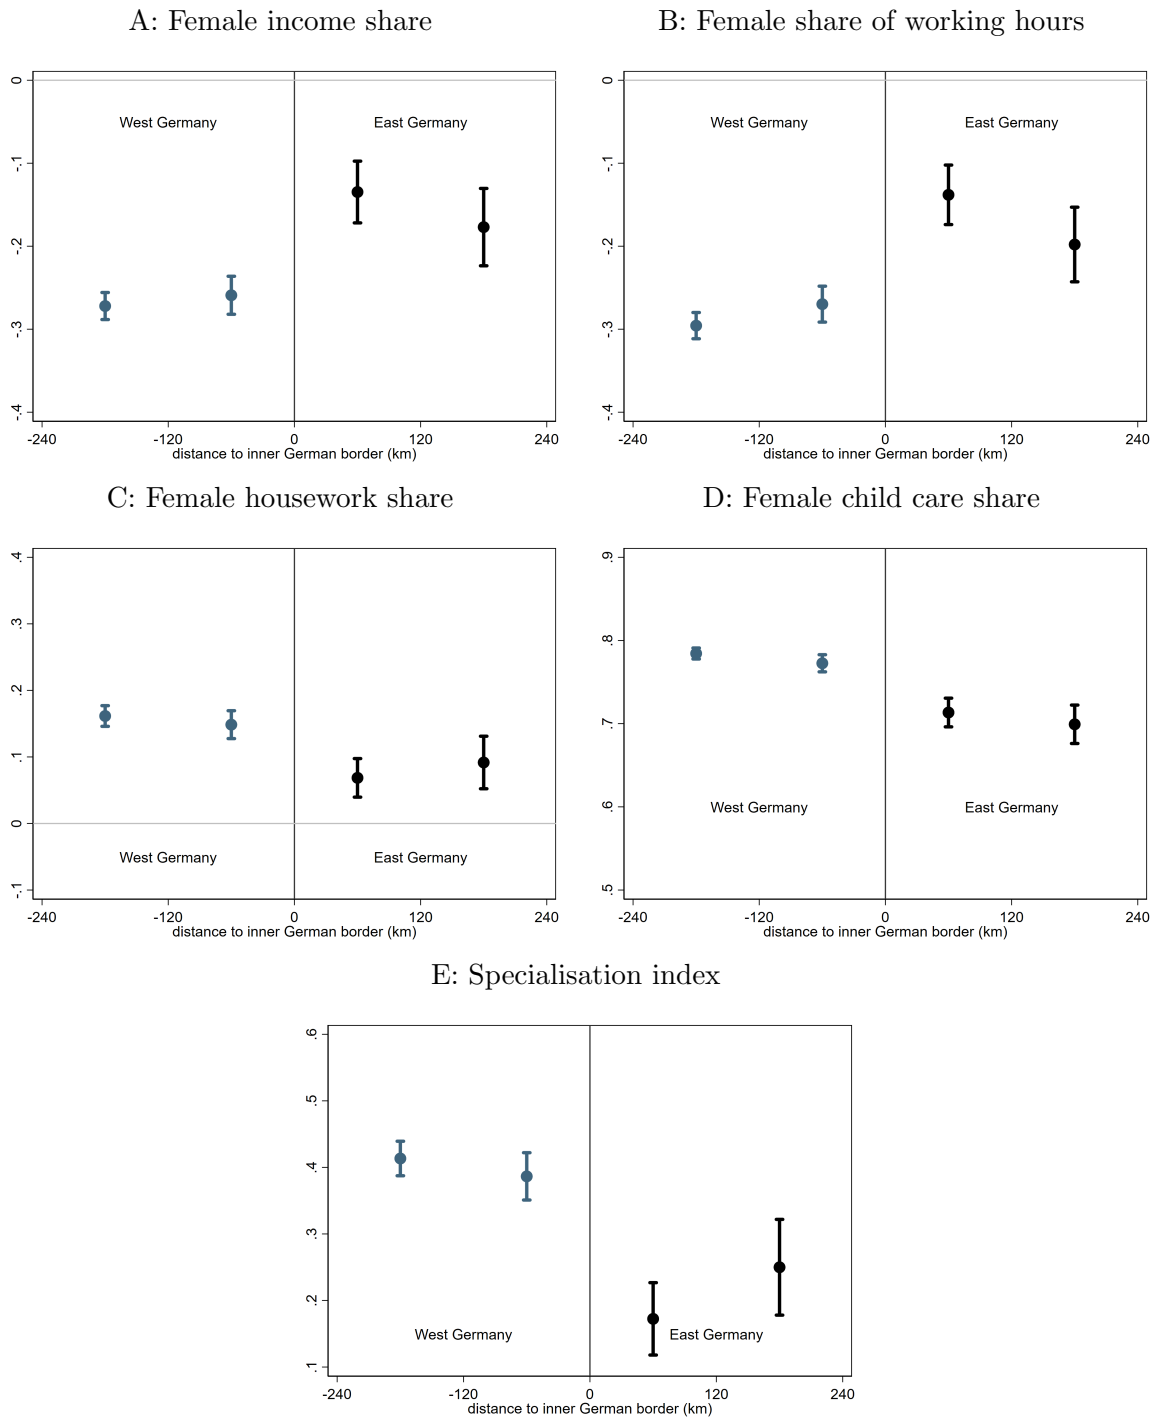 A: Female income share
0
-.1
-.2
-.3
-.4
West Germany
East Germany
-240 -120 0 120 240
distance to inner German border (km)
B: Female share of working hours
0
-.1
-.2
-.3
-.4
West Germany
East Germany
-240 -120 0 120 240
distance to inner German border (km)
C: Female housework share
.4
.3
.2
.1
0
-.1
West Germany
East Germany
-240 -120 0 120 240
distance to inner German border (km)
D: Female child care share
.9
.8
.7
.6
.5
West Germany
East Germany
-240 -120 0 120 240
distance to inner German border (km)
E: Specialisation index
.6
.5
.4
.3
.2
.1
West Germany
East Germany
-240 -120 0 120 240
distance to inner German border (km)